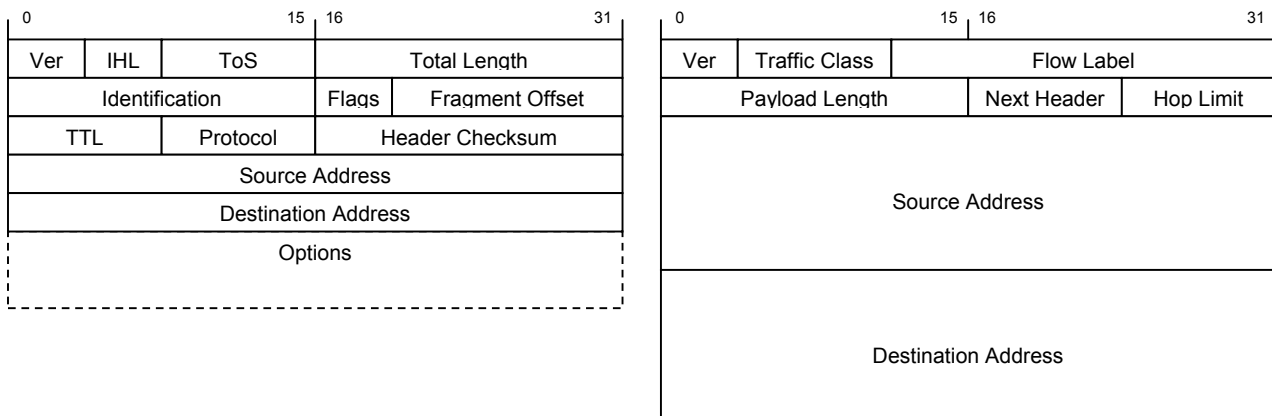 0 15 16 31
Ver IHL ToS Total Length
Identification Flags Fragment Offset
TTL Protocol Header Checksum
Source Address
Destination Address
Options
0 15 16 31
Ver Traffic Class Flow Label
Payload Length Next Header Hop Limit
Source Address
Destination Address